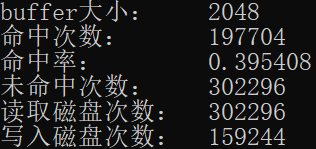 buffer大小： 2048
命中次数： 197704
命中率： 0.395408
未命中次数： 302296
读取磁盘次数： 302296
写入磁盘次数： 159244